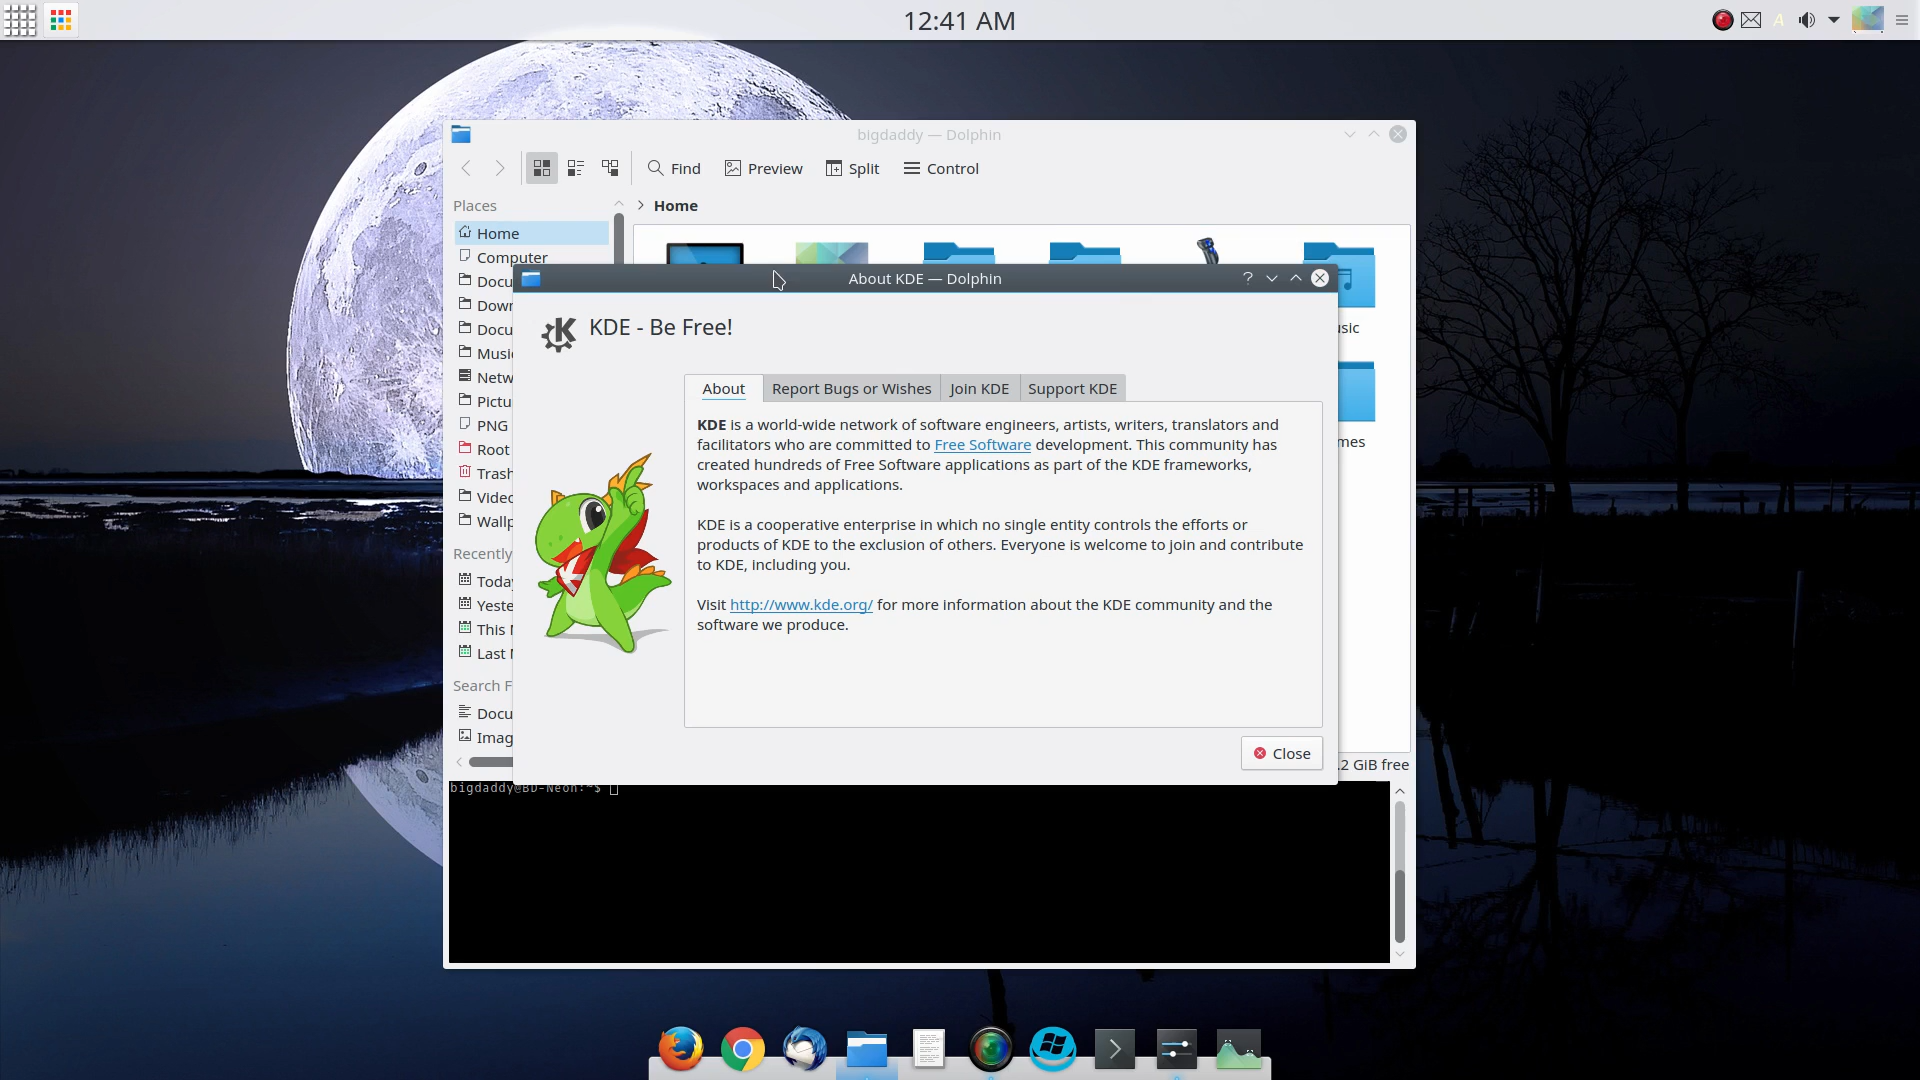 12:41 AM
A
bigdaddy — Dolphin
Find
Preview
Split
Control
Places
Home
Home
Computer
Docu
Down
Docu
Musi
Netw
Pictu
PNG
Root
Trash
Video
Wallp
Recently
Today
Yeste
This
Last
Search F
Docu
Imag
usic
mes
About KDE — Dolphin
?
KDE - Be Free!
About
Report Bugs or Wishes
Join KDE
Support KDE
KDE is a world-wide network of software engineers, artists, writers, translators and
facilitators who are committed to Free Software development. This community has
created hundreds of Free Software applications as part of the KDE frameworks,
workspaces and applications.
KDE is a cooperative enterprise in which no single entity controls the efforts or
products of KDE to the exclusion of others. Everyone is welcome to join and contribute
to KDE, including you.
Visit http://www.kde.org/ for more information about the KDE community and the
software we produce.
Close
.2 GiB free
bigdaddy@BD-Neon:~$